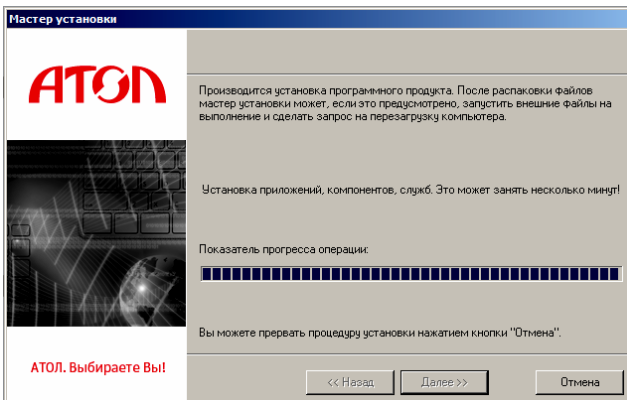 Мастер установки
АТОЛ
Производится установка программного продукта. После распаковки файлов
мастер установки может, если это предусмотрено, запустить внешние файлы на
выполнение и сделать запрос на перезагрузку компьютера.
Установка приложений, компонентов, служб. Это может занять несколько минут!
Показатель прогресса операции:
Вы можете прервать процедуру установки нажатием кнопки "Отмена".
АТОЛ. Выбираете Вы!
<< Назад
Далее >>
Отмена